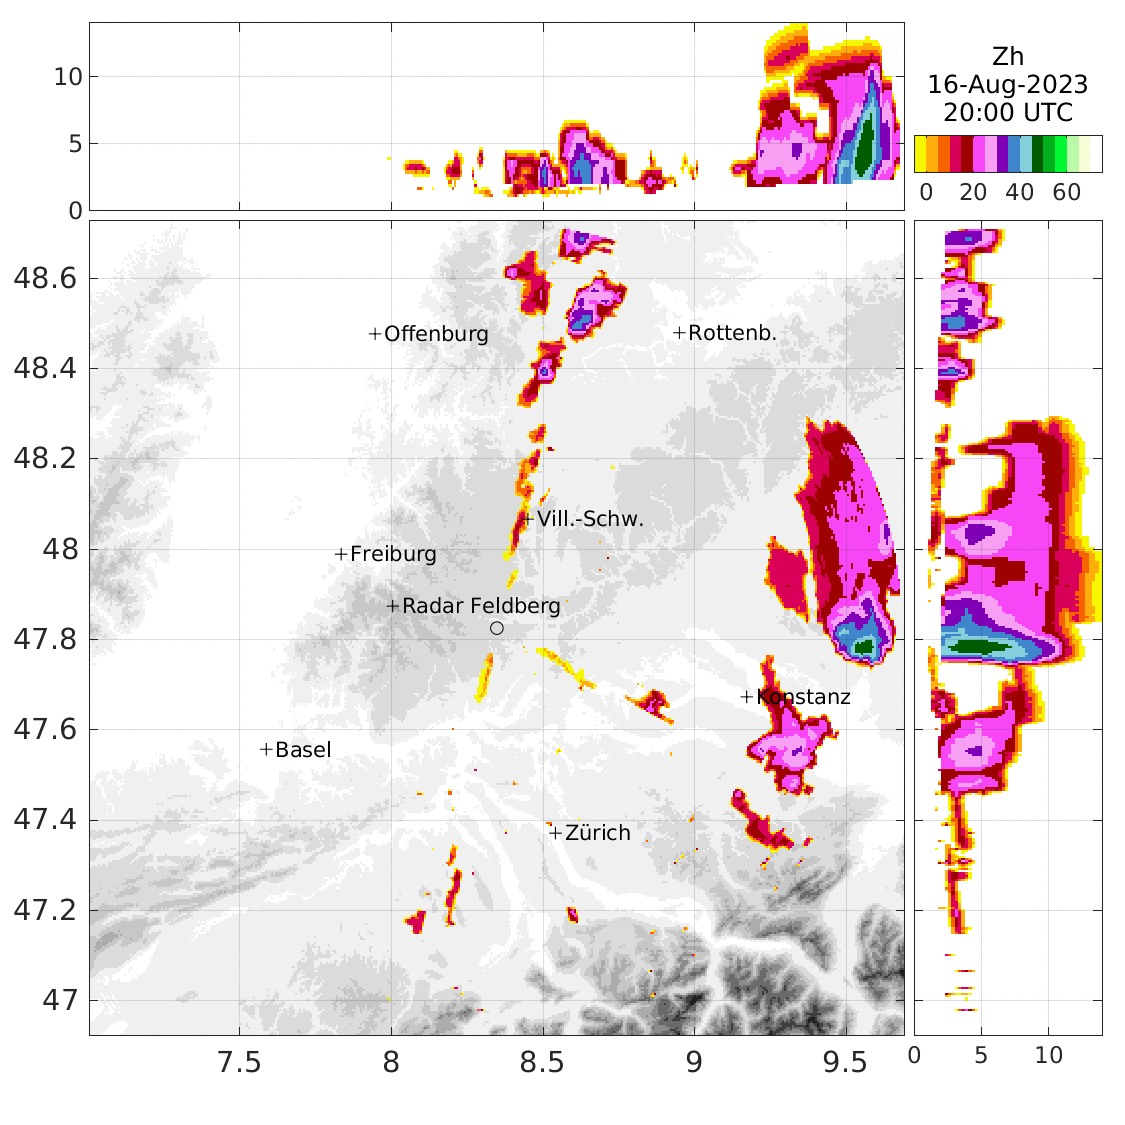 10
5
0
Zh
16-Aug-2023
20:00 UTC
0 20 40 60
48.6
48.4
48.2
48
47.8
47.6
47.4
47.2
47
+Offenburg
+Rottenb.
+Vill.-Schw.
+Freiburg
+Radar Feldberg
+Konstanz
+Basel
+Zürich
7.5 8 8.5 9 9.5
0 5 10